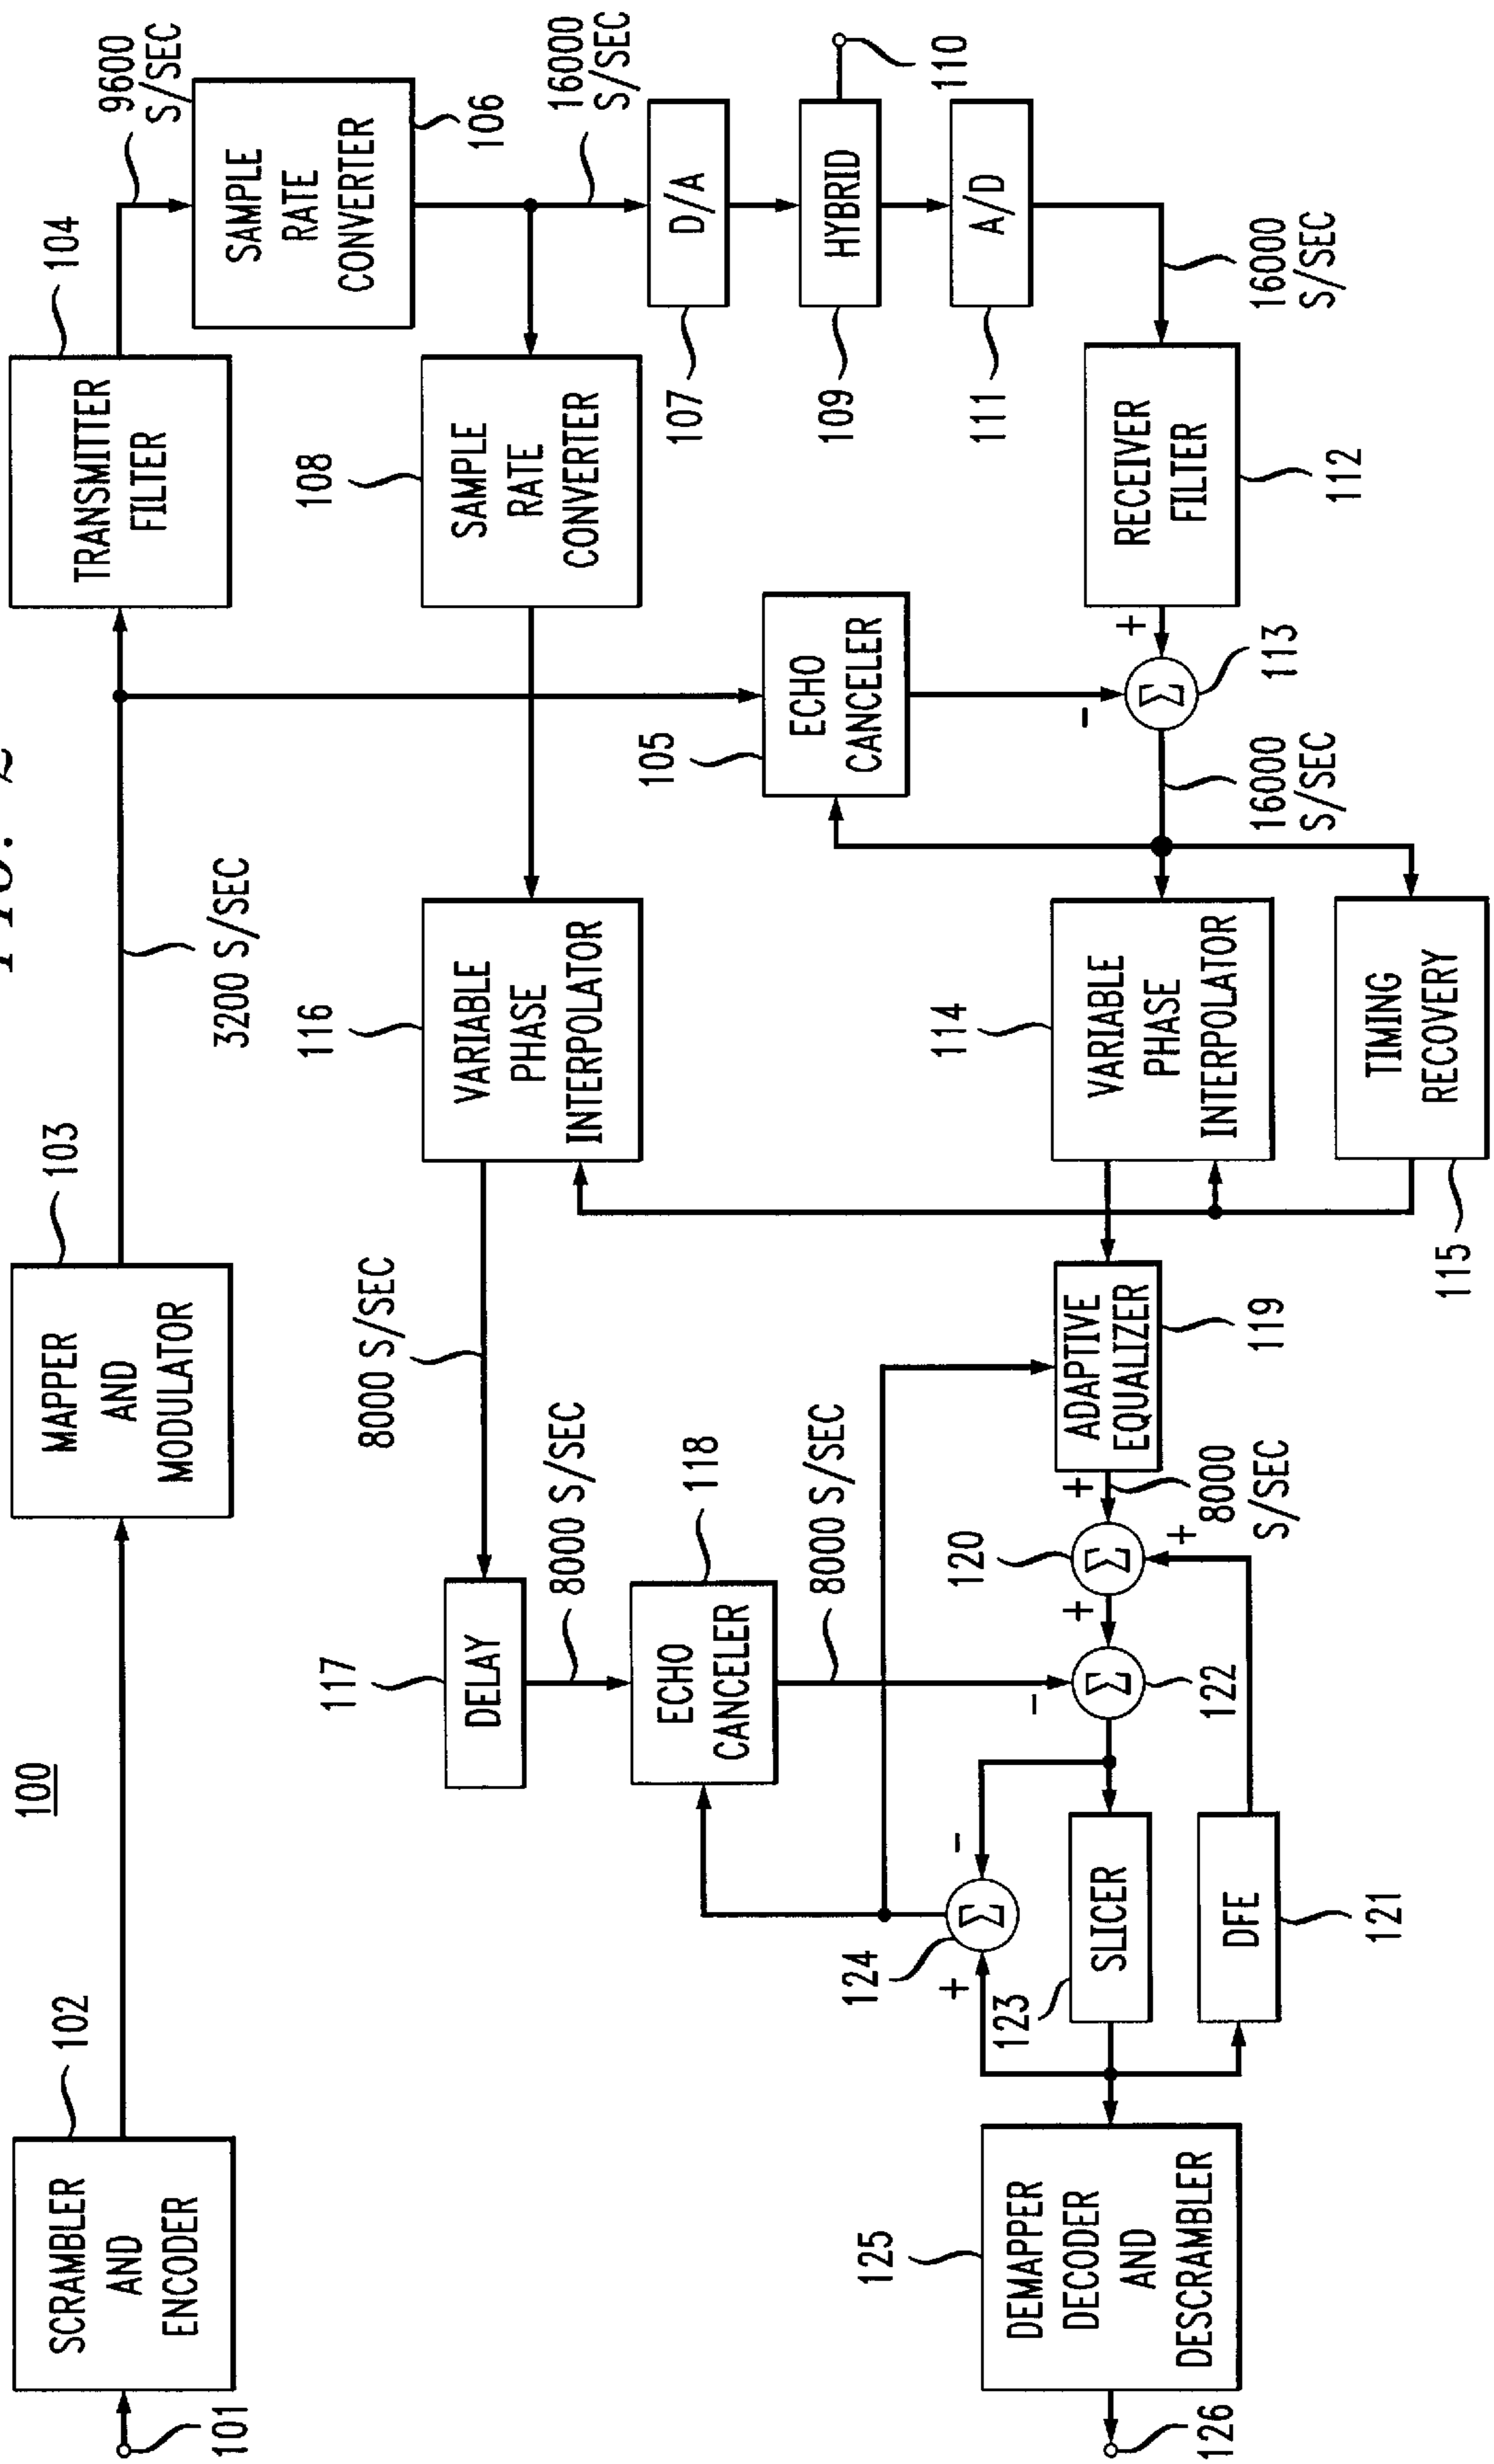 100
101
SCRAMBLER
AND
ENCODER
102
MAPPER
AND
MODULATOR
103
3200 S/SEC
TRANSMITTER
FILTER
104
9600
S/SEC
SAMPLE
RATE
CONVERTER
106
16000
S/SEC
SAMPLE
RATE
CONVERTER
108
D/A
107
HYBRID
109
110
A/D
111
16000
S/SEC
RECEIVER
FILTER
112
+
Σ
113
-
ECHO
CANCELER
105
16000
S/SEC
VARIABLE
PHASE
INTERPOLATOR
116
VARIABLE
PHASE
INTERPOLATOR
114
TIMING
RECOVERY
115
8000 S/SEC
DELAY
117
8000 S/SEC
ECHO
CANCELER
118
8000 S/SEC
ADAPTIVE
EQUALIZER
119
+
8000
S/SEC
Σ
120
+
+
Σ
122
-
-
Σ
124
+
SLICER
123
DFE
121
DEMAPPER
DECODER
AND
DESCRAMBLER
125
126